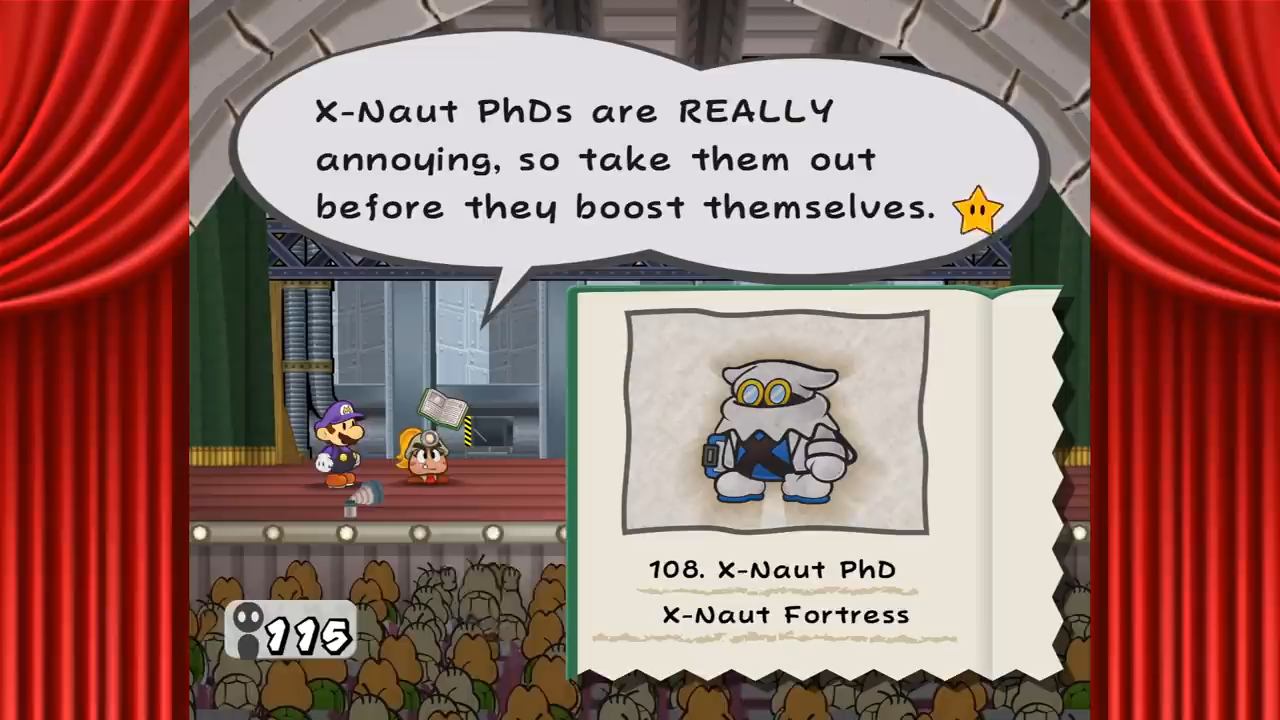 X-Naut PhDs are REALLY
annoying, so take them out
before they boost themselves.
108. X-Naut PhD
X-Naut Fortress
115